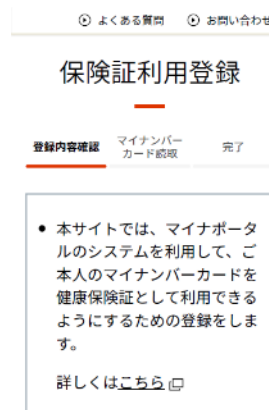 よくある質問 お問い合わせ
保険証利用登録
登録内容確認 マイナンバーカード読取 完了
• 本サイトでは、マイナポータ
ルのシステムを利用して、ご
本人のマイナンバーカードを
健康保険証として利用できる
ようにするための登録をしま
す。
詳しくはこちら